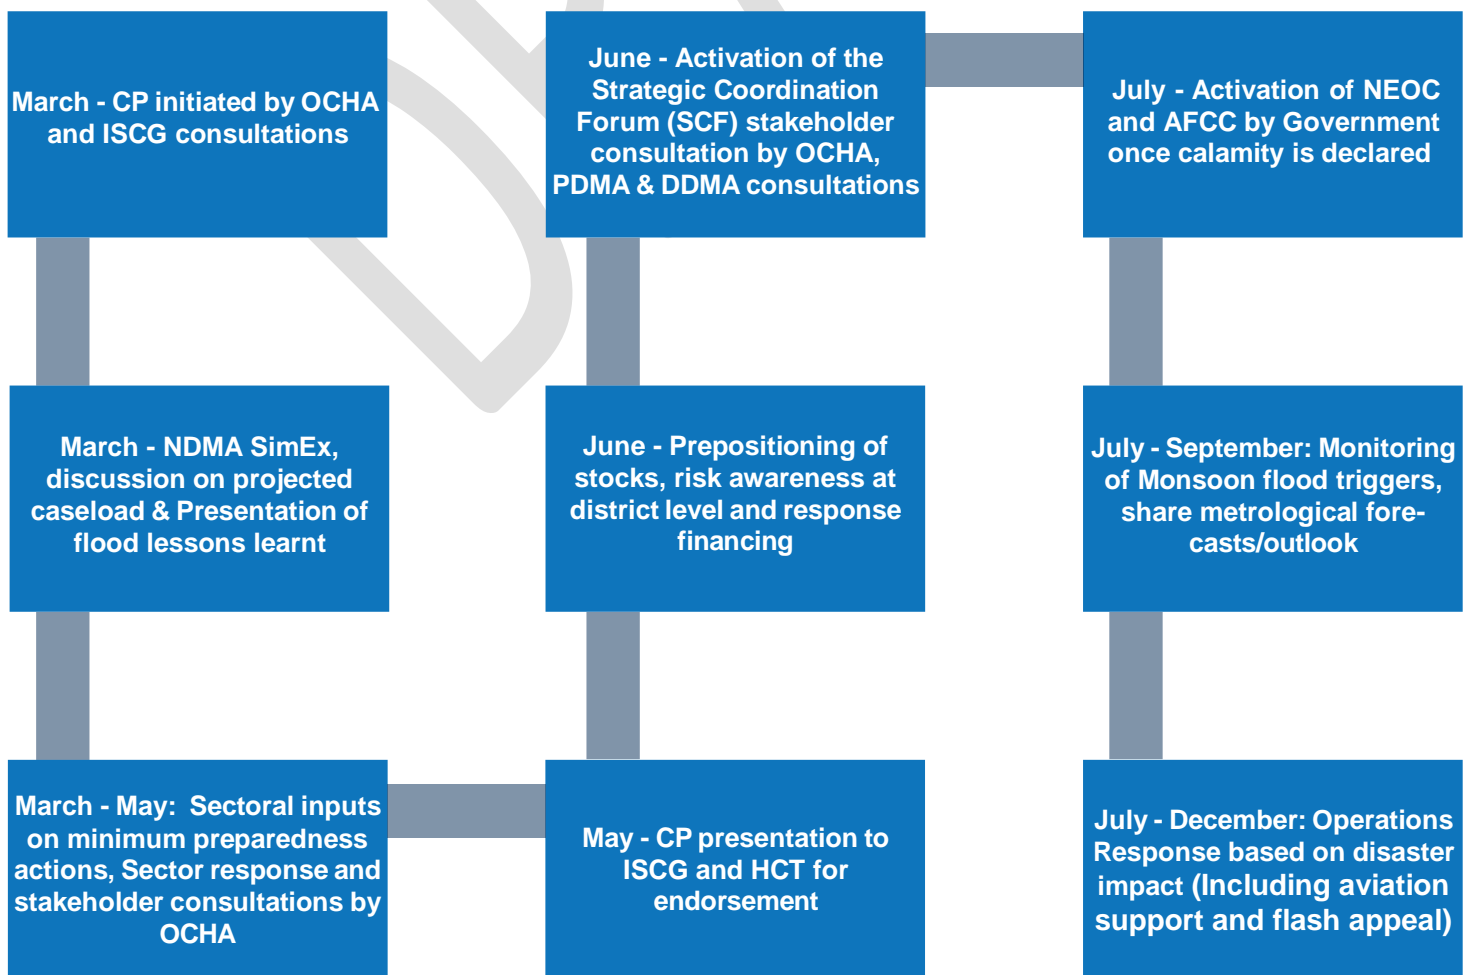 March - CP initiated by OCHA
and ISCG consultations
March - NDMA SimEx,
discussion on projected
caseload & Presentation of
flood lessons learnt
March - May: Sectoral inputs
on minimum preparedness
actions, Sector response and
stakeholder consultations by
OCHA
May - CP presentation to
ISCG and HCT for
endorsement
June - Prepositioning of
stocks, risk awareness at
district level and response
financing
June - Activation of the
Strategic Coordination
Forum (SCF) stakeholder
consultation by OCHA,
PDMA & DDMA consultations
July - Activation of NEOC
and AFCC by Government
once calamity is declared
July - September: Monitoring
of Monsoon flood triggers,
share metrological fore-
casts/outlook
July - December: Operations
Response based on disaster
impact (Including aviation
support and flash appeal)